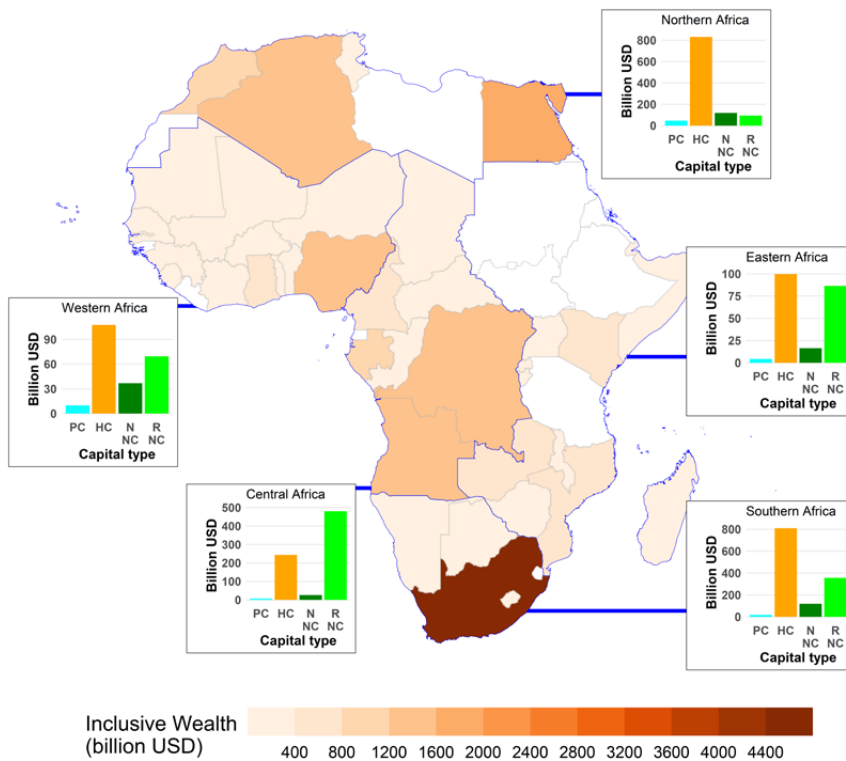 Northern Africa
Billion USD
800
600
400
200
0
PC HC N NC R NC
Capital type
Eastern Africa
Billion USD
100
75
50
25
0
PC HC N NC R NC
Capital type
Western Africa
Billion USD
90
60
30
0
PC HC N NC R NC
Capital type
Central Africa
Billion USD
500
400
300
200
100
0
PC HC N NC R NC
Capital type
Southern Africa
Billion USD
800
600
400
200
0
PC HC N NC R NC
Capital type
Inclusive Wealth
(billion USD)
400 800 1200 1600 2000 2400 2800 3200 3600 4000 4400